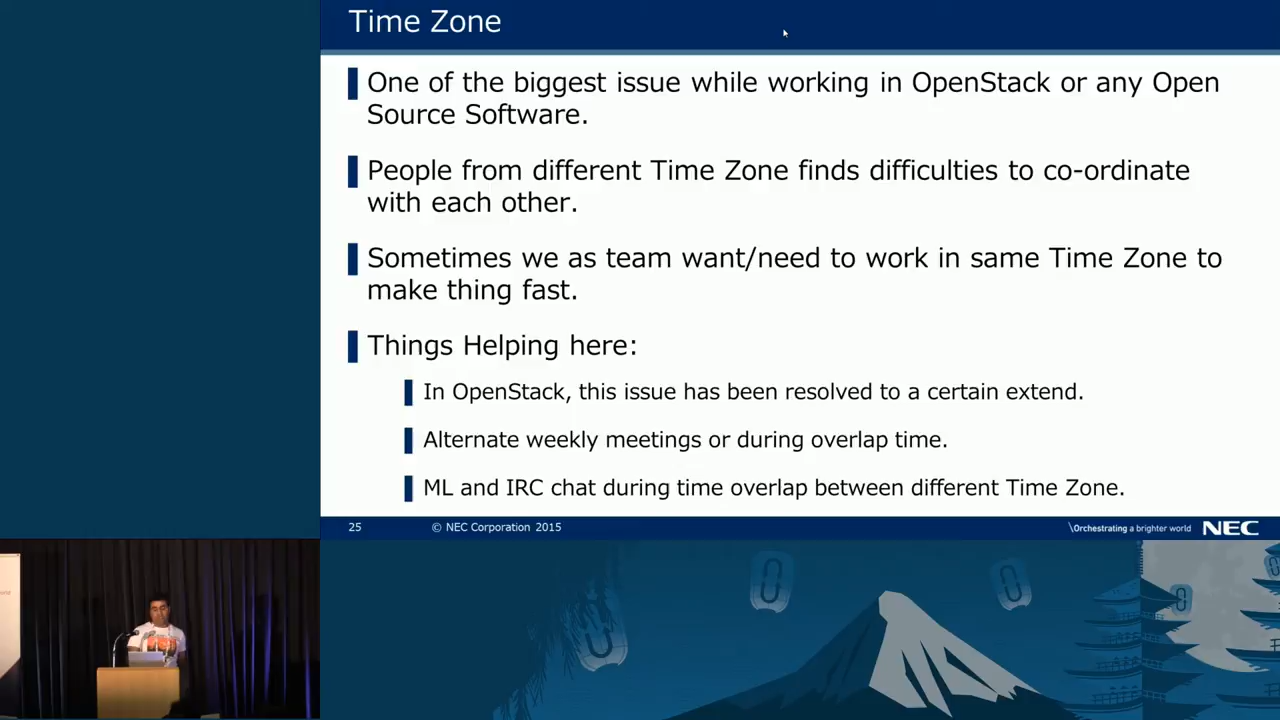 Time Zone
One of the biggest issue while working in OpenStack or any Open
Source Software.
People from different Time Zone finds difficulties to co-ordinate
with each other.
Sometimes we as team want/need to work in same Time Zone to
make thing fast.
Things Helping here:
In OpenStack, this issue has been resolved to a certain extend.
Alternate weekly meetings or during overlap time.
ML and IRC chat during time overlap between different Time Zone.
25 © NEC Corporation 2015 \Orchestrating a brighter world NEC